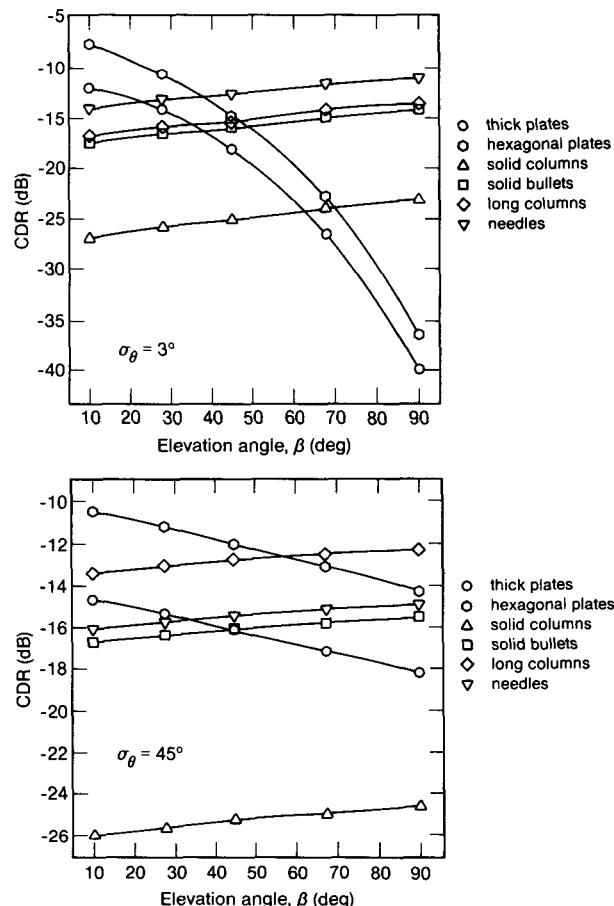 -5
-10
-15
-20
-25
-30
-35
-40
CDR (dB)
σθ = 3°
10 20 30 40 50 60 70 80 90
Elevation angle, β (deg)
thick plates
hexagonal plates
solid columns
solid bullets
long columns
needles
-10
-12
-14
-16
-18
-20
-22
-24
-26
CDR (dB)
σθ = 45°
10 20 30 40 50 60 70 80 90
Elevation angle, β (deg)
thick plates
hexagonal plates
solid columns
solid bullets
long columns
needles